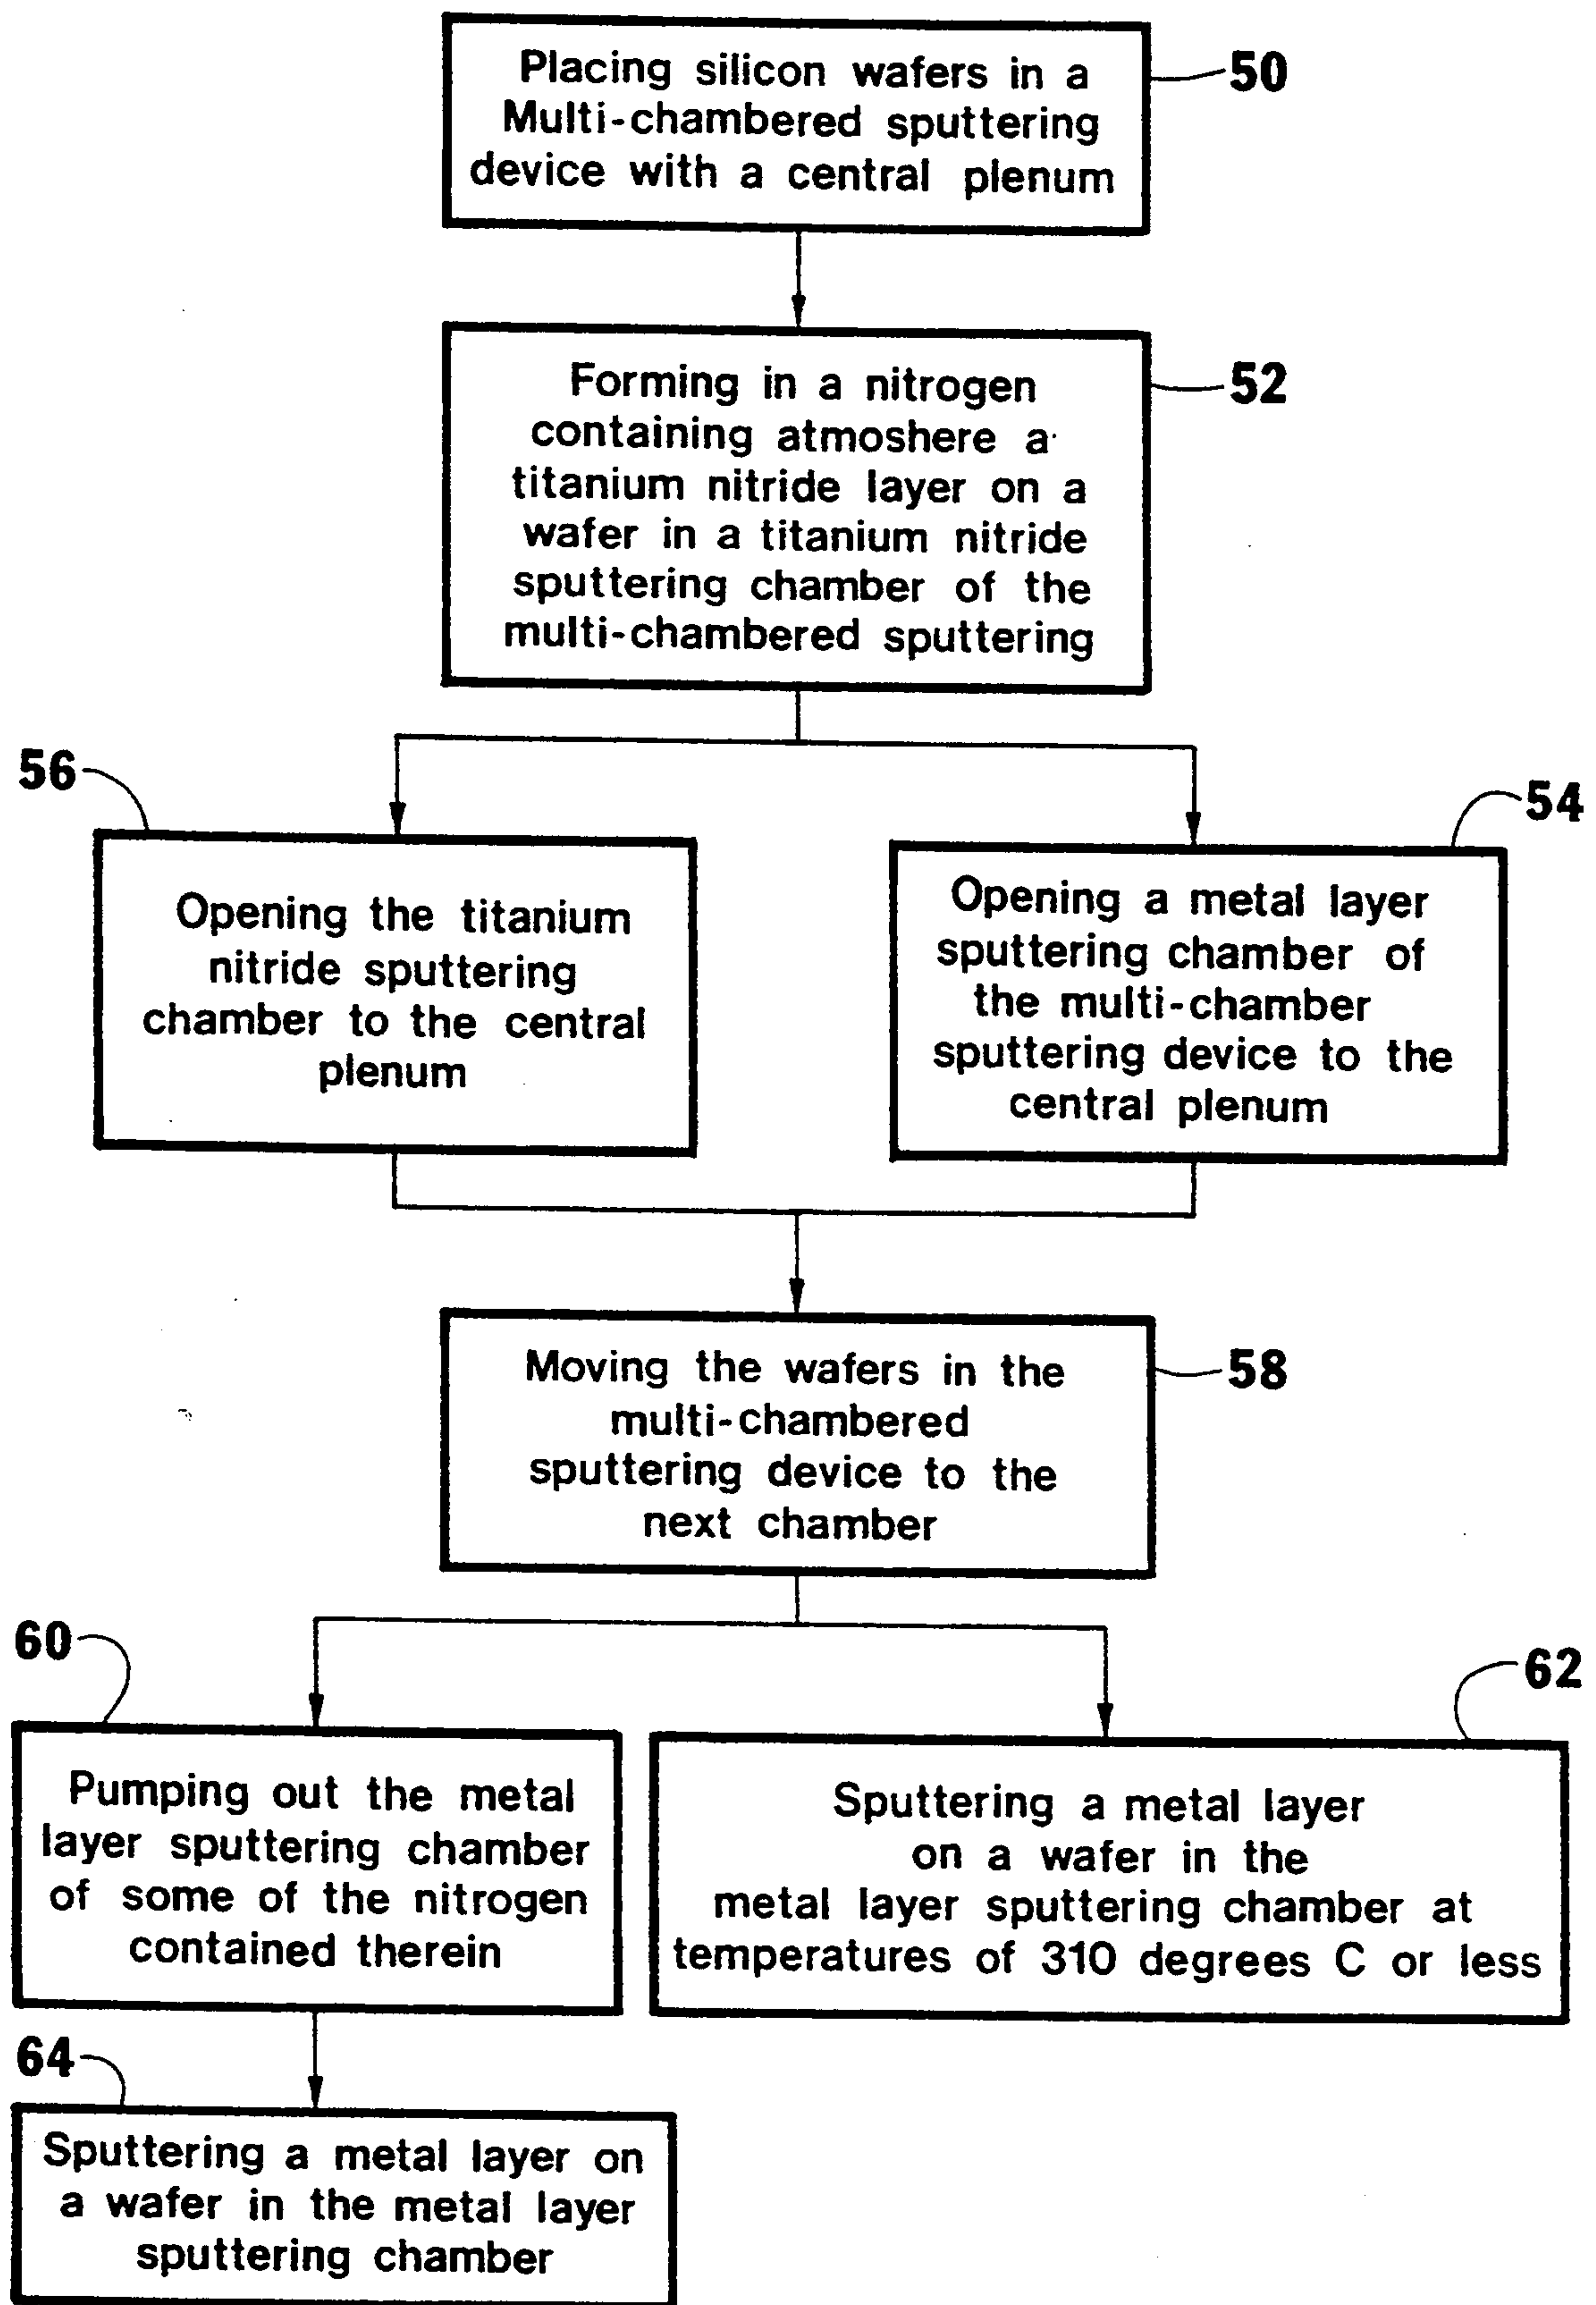 Placing silicon wafers in a
Multi-chambered sputtering
device with a central plenum
50
Forming in a nitrogen
containing atmoshere a
titanium nitride layer on a
wafer in a titanium nitride
sputtering chamber of the
multi-chambered sputtering
52
56
Opening the titanium
nitride sputtering
chamber to the central
plenum
54
Opening a metal layer
sputtering chamber of
the multi-chamber
sputtering device to the
central plenum
Moving the wafers in the
multi-chambered
sputtering device to the
next chamber
58
60
Pumping out the metal
layer sputtering chamber
of some of the nitrogen
contained therein
62
Sputtering a metal layer
on a wafer in the
metal layer sputtering chamber at
temperatures of 310 degrees C or less
64
Sputtering a metal layer on
a wafer in the metal layer
sputtering chamber